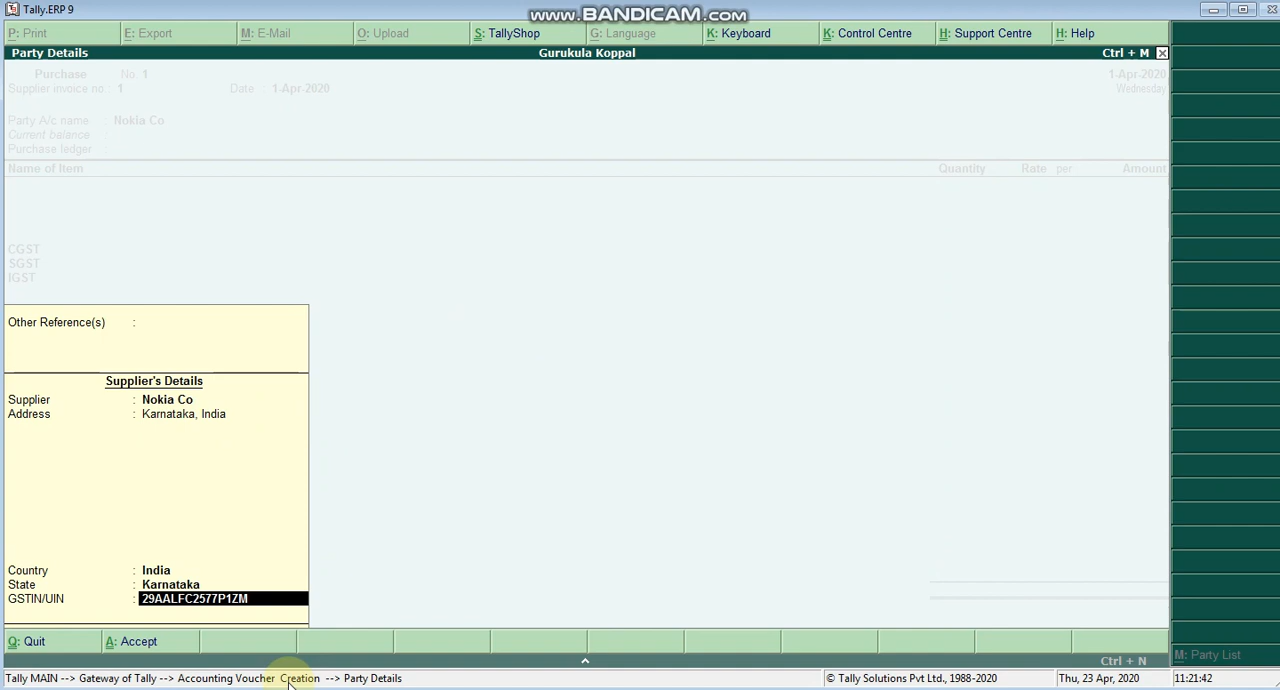 Tally.ERP 9
www.BANDICAM.com
P: Print E: Export M: E-Mail O: Upload S: TallyShop G: Language K: Keyboard K: Control Centre H: Support Centre H: Help
Party Details Gurukula Koppal Ctrl + M
Purchase No. 1 1-Apr-2020
Supplier invoice no.: 1 Date 1-Apr-2020 Wednesday
Party A/c name : Nokia Co
Current balance :
Purchase ledger
Name of Item Quantity Rate per Amount
CGST
SGST
IGST
Other Reference(s) :
Supplier's Details
Supplier : Nokia Co
Address : Karnataka, India
Country : India
State : Karnataka
GSTIN/UIN : 29AALFC2577P1ZM
Q: Quit A: Accept
M: Party List
Ctrl + N
Tally MAIN --> Gateway of Tally --> Accounting Voucher Creation --> Party Details © Tally Solutions Pvt Ltd., 1988-2020 Thu, 23 Apr, 2020 11:21:42